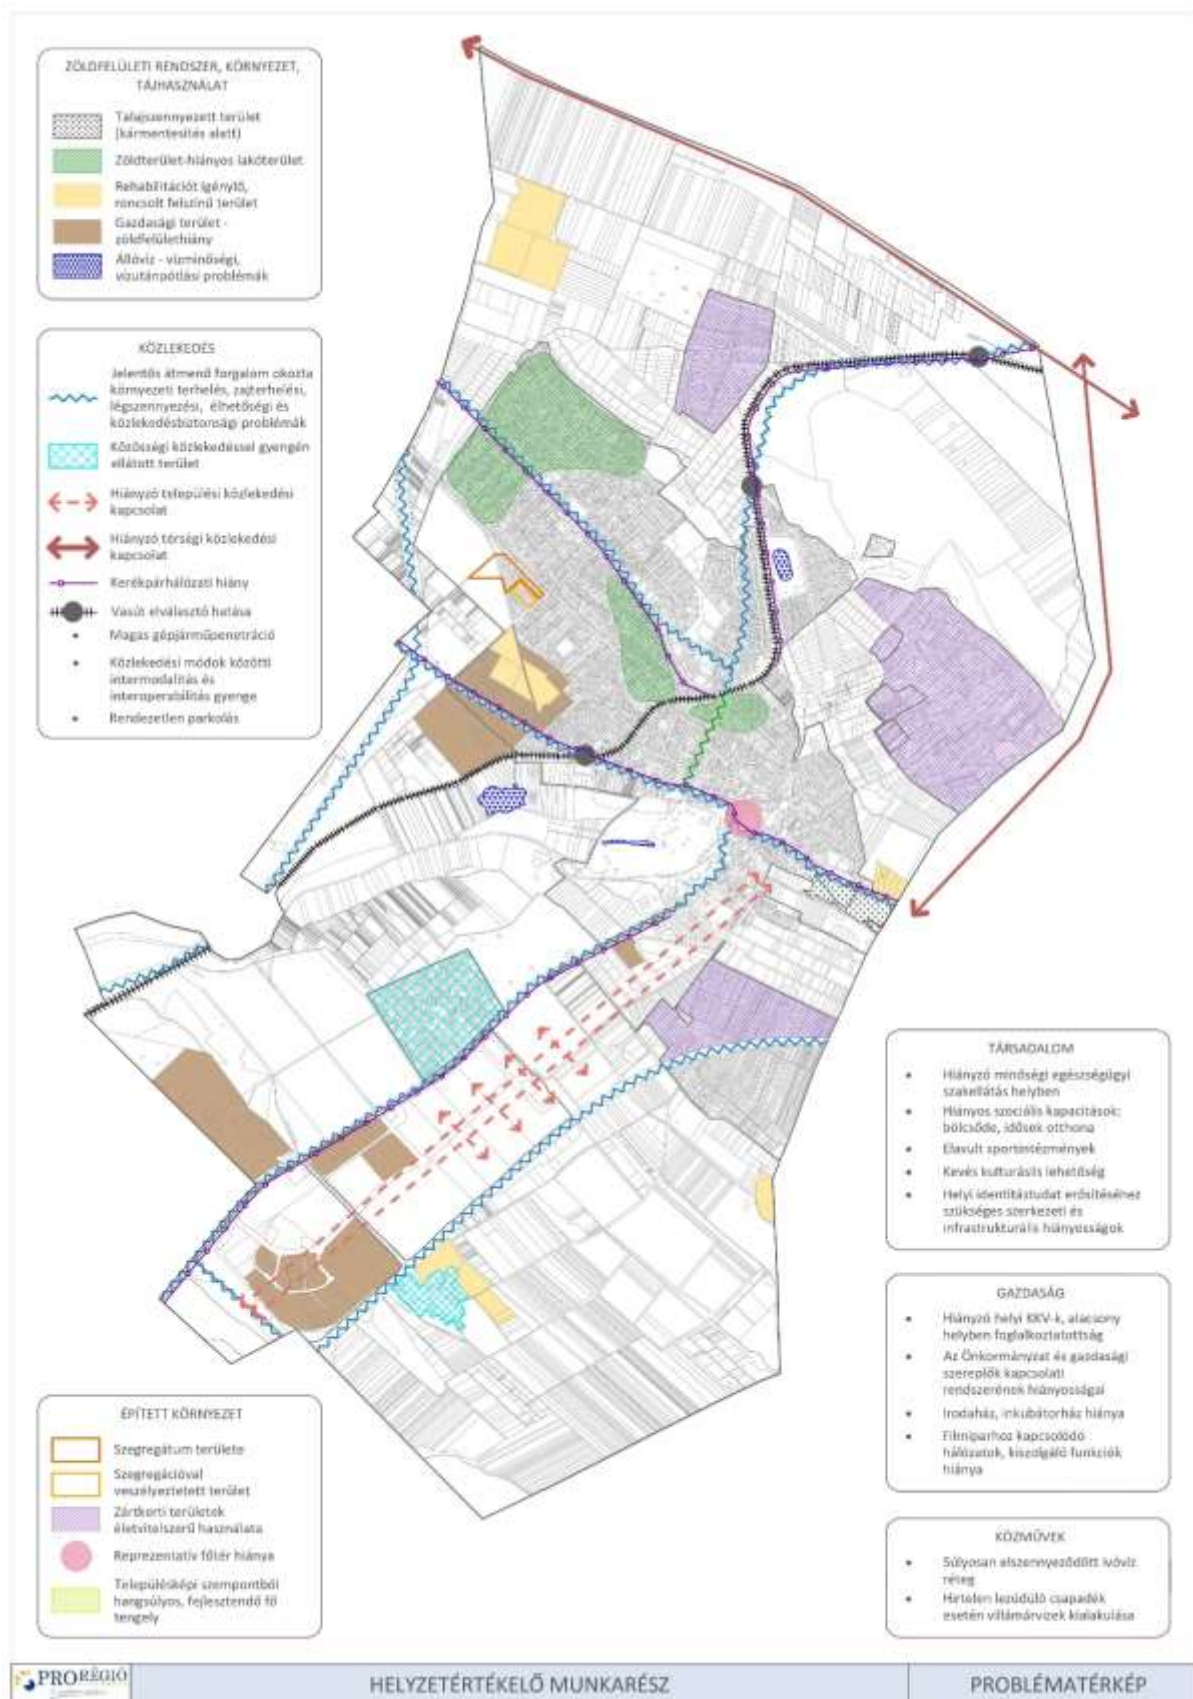 ZÖLDFELÜLETI RENDSZER, KÖRNYEZET,
TÁJHASZNÁLAT
Talajszennyezett terület
(kármentesítés alatt)
Zöldterület-hiányos lakóterület
Rehabilitációt igénylő,
roncsolt felszínű terület
Gazdasági terület -
zöldfelülethiány
Állóvíz - vízminőségi,
vízutánpótlási problémák
KÖZLEKEDÉS
Jelentős átmenő forgalom okozta
környezeti terhelés, zajterhelési,
légszennyezési, élhetőségi és
közlekedésbiztonsági problémák
Közösségi közlekedéssel gyengén
ellátott terület
Hiányzó települési közlekedési
kapcsolat
Hiányzó térségi közlekedési
kapcsolat
Kerékpárhálózati hiány
Vasút elválasztó hatása
• Magas gépjárműpenetráció
• Közlekedési módok közötti
intermodalitás és
interoperabilitás gyenge
• Rendezetlen parkolás
TÁRSADALOM
• Hiányzó minőségi egészségügyi
szakellátás helyben
• Hiányos szociális kapacitások:
bölcsőde, idősek otthona
• Elavult sportintézmények
• Kevés kulturális lehetőség
• Helyi identitástudat erősítéséhez
szükséges szerkezeti és
infrastrukturális hiányosságok
GAZDASÁG
• Hiányzó helyi KKV-k, alacsony
helyben foglalkoztatottság
• Az Önkormányzat és gazdasági
szereplők kapcsolati
rendszerének hiányosságai
• Irodaház, inkubátorház hiánya
• Filmiparhoz kapcsolódó
hálózatok, kiszolgáló funkciók
hiánya
ÉPÍTETT KÖRNYEZET
Szegregátum területe
Szegregációval
veszélyeztetett terület
Zártkerti területek
életvitelszerű használata
Reprezentatív főtér hiánya
Településképi szempontból
hangsúlyos, fejlesztendő fő
tengely
KÖZMŰVEK
• Súlyosan elszennyeződött ivóvíz
réteg
• Hirtelen lezúduló csapadék
esetén villámárvizek kialakulása
PRORÉGIÓ
HELYZETÉRTÉKELŐ MUNKARÉSZ
PROBLÉMATÉRKÉP